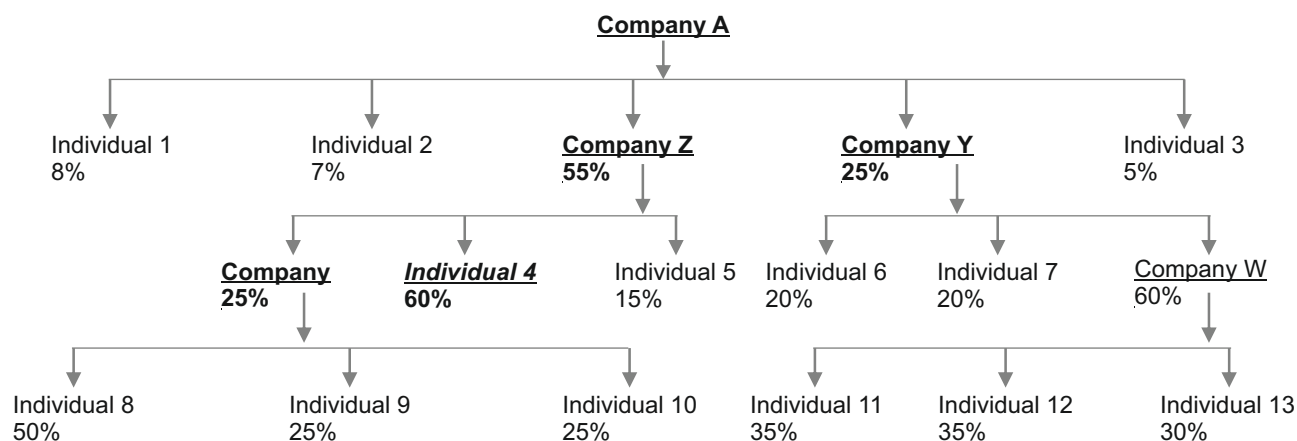 Company A
Individual 1
8%
Individual 2
7%
Company Z
55%
Company Y
25%
Individual 3
5%
Company
25%
Individual 4
60%
Individual 5
15%
Individual 6
20%
Individual 7
20%
Company W
60%
Individual 8
50%
Individual 9
25%
Individual 10
25%
Individual 11
35%
Individual 12
35%
Individual 13
30%